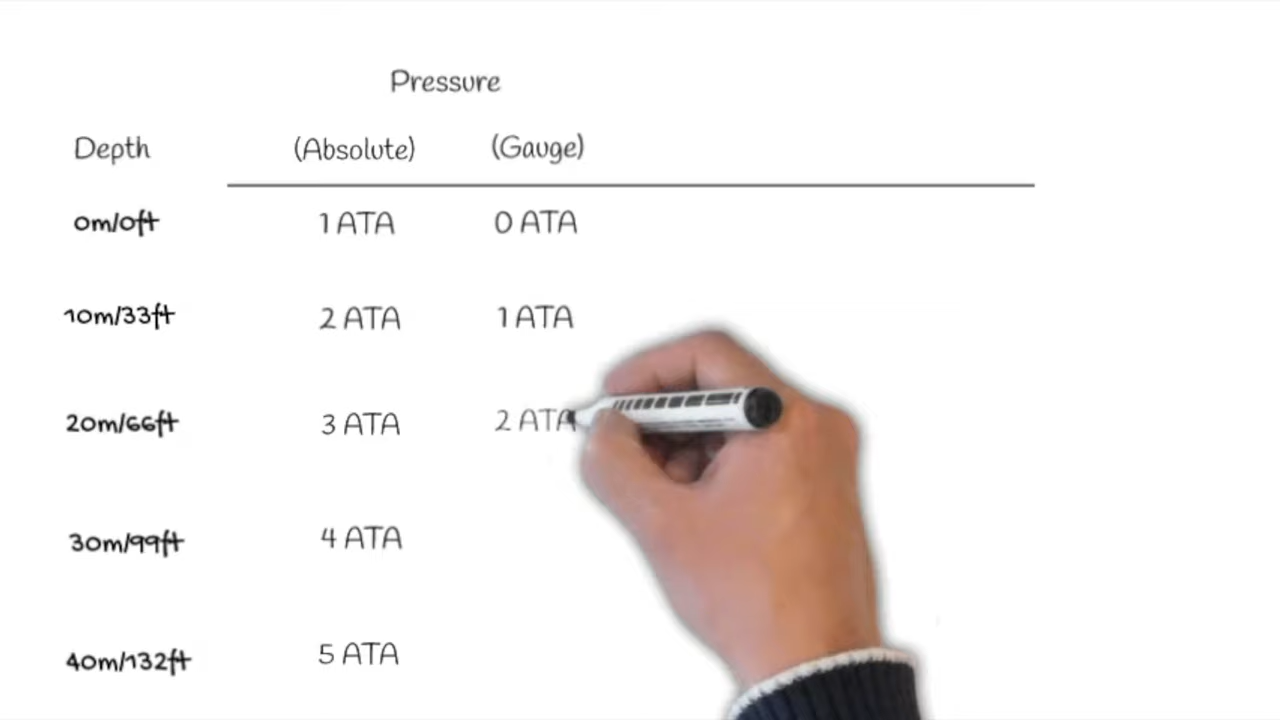 Pressure
Depth (Absolute) (Gauge)
0m/0ft 1 ATA 0 ATA
10m/33ft 2 ATA 1 ATA
20m/66ft 3 ATA 2 ATA
30m/99ft 4 ATA
40m/132ft 5 ATA